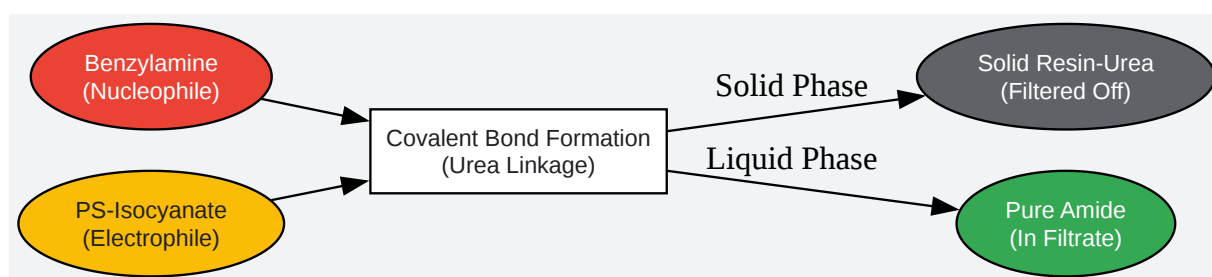 Benzylamine
(Nucleophile)
PS-Isocyanate
(Electrophile)
Covalent Bond Formation
(Urea Linkage)
Solid Phase
Liquid Phase
Solid Resin-Urea
(Filtered Off)
Pure Amide
(In Filtrate)